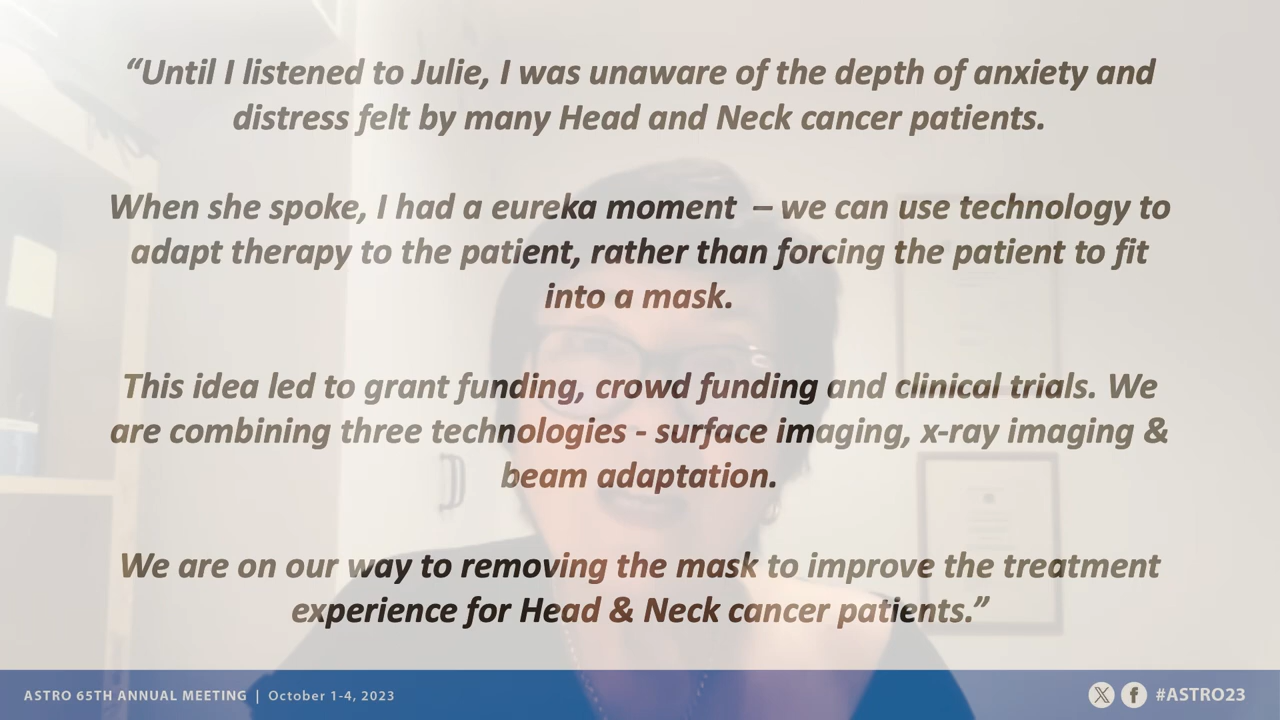 “Until I listened to Julie, I was unaware of the depth of anxiety and
distress felt by many Head and Neck cancer patients.
When she spoke, I had a eureka moment – we can use technology to
adapt therapy to the patient, rather than forcing the patient to fit
into a mask.
This idea led to grant funding, crowd funding and clinical trials. We
are combining three technologies - surface imaging, x-ray imaging &
beam adaptation.
We are on our way to removing the mask to improve the treatment
experience for Head & Neck cancer patients.”
ASTRO 65TH ANNUAL MEETING | October 1-4, 2023
#ASTRO23